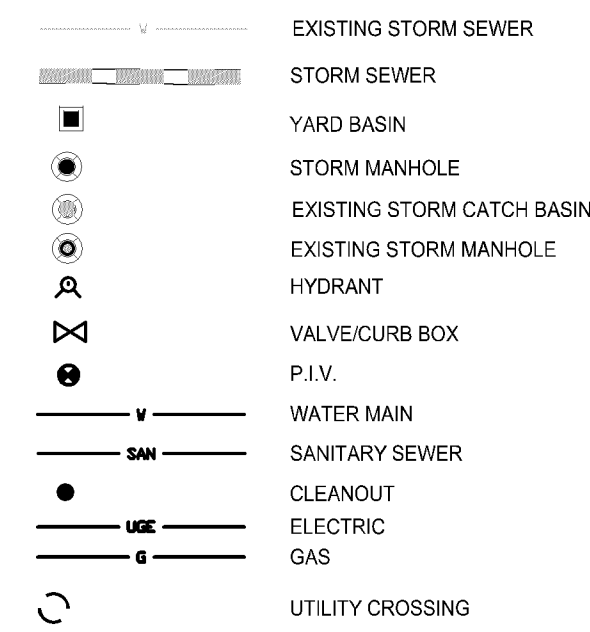 W EXISTING STORM SEWER
STORM SEWER
YARD BASIN
STORM MANHOLE
EXISTING STORM CATCH BASIN
EXISTING STORM MANHOLE
HYDRANT
VALVE/CURB BOX
P.I.V.
W WATER MAIN
SAN SANITARY SEWER
CLEANOUT
UGE ELECTRIC
G GAS
UTILITY CROSSING